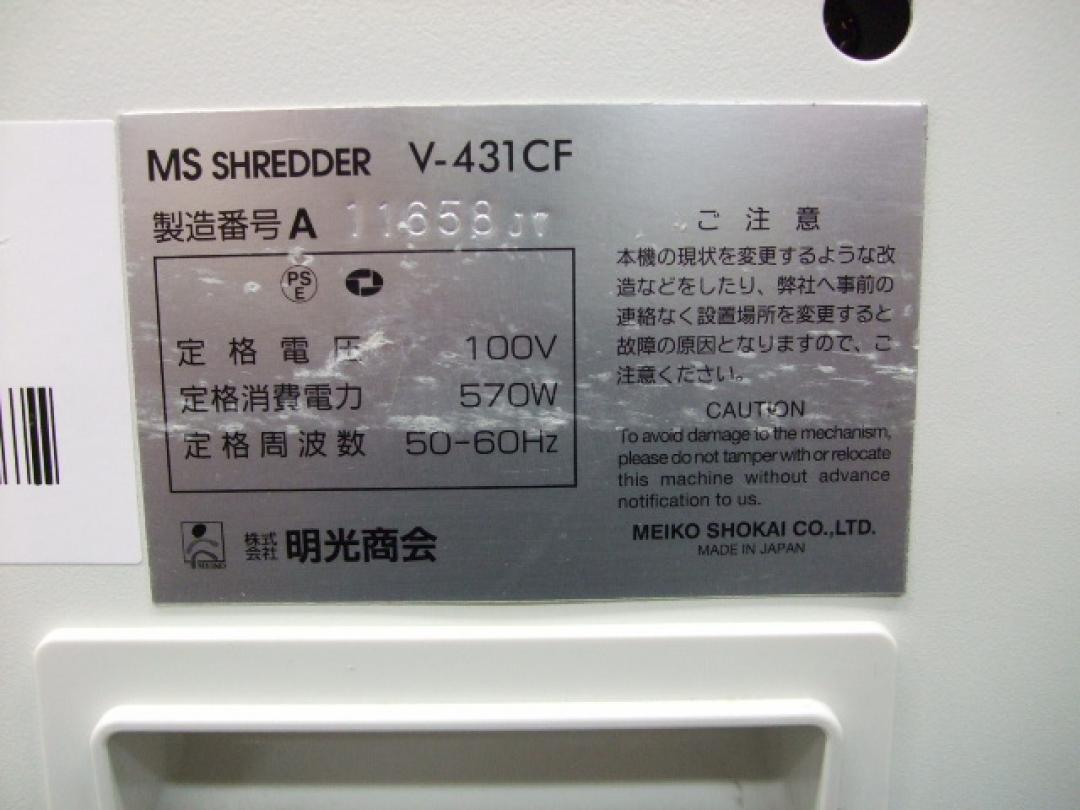 MS SHREDDER V-431CF
製造番号 A 11658JV
PS
E
定格電圧 100V
定格消費電力 570W
定格周波数 50-60Hz
MEIKO
株式会社 明光商会
ご注意
本機の現状を変更するような改
造などをしたり、弊社へ事前の
連絡なく設置場所を変更すると
故障の原因となりますので、ご
注意ください。
CAUTION
To avoid damage to the mechanism,
please do not tamper with or relocate
this machine without advance
notification to us.
MEIKO SHOKAI CO.,LTD.
MADE IN JAPAN